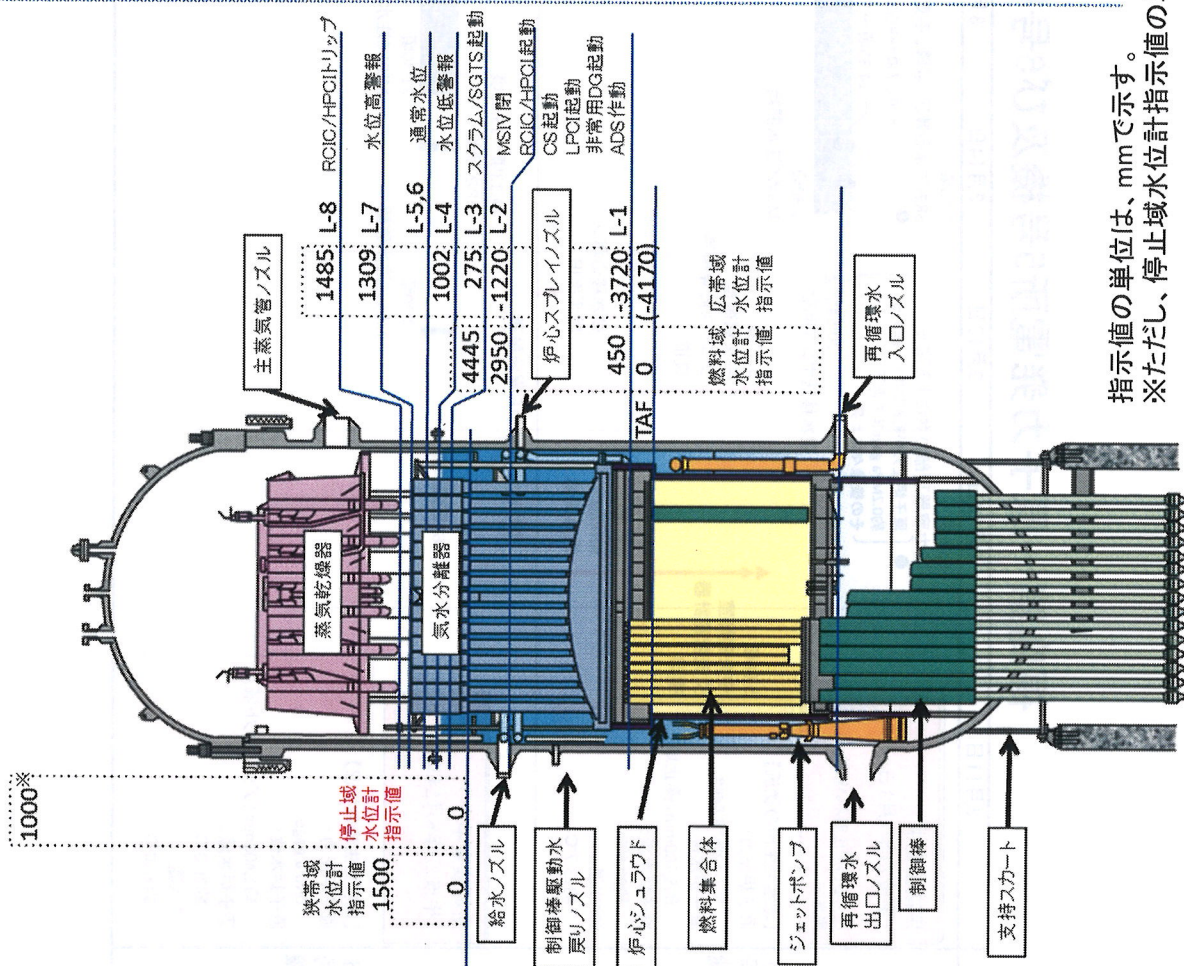 主蒸気管ノズル
1485 L-8 RCIC/HPCIトリップ
1309 L-7 水位高警報
L-5,6 通常水位
1002 L-4 水位低警報
4445 275 L-3 スクラム/SGTS起動
2950 -1220 L-2 MSIV閉
RCIC/HPCI起動
CS起動
LPCI起動
非常用DG起動
450 -3720 L-1 ADS作動
TAF 0 (-4170)
炉心スプレイノズル
燃料域
水位計
指示値
広帯域
水位計
指示値
再循環水
入口ノズル
蒸気乾燥器
気水分離器
1000※
停止域
水位計
指示値
0
狭帯域
水位計
指示値
1500
0
給水ノズル
制御棒駆動水
戻りノズル
炉心シュラウド
燃料集合体
ジェットポンプ
再循環水
出口ノズル
制御棒
支持スカート
指示値の単位は、mmで示す。
※ただし、停止域水位計指示値の